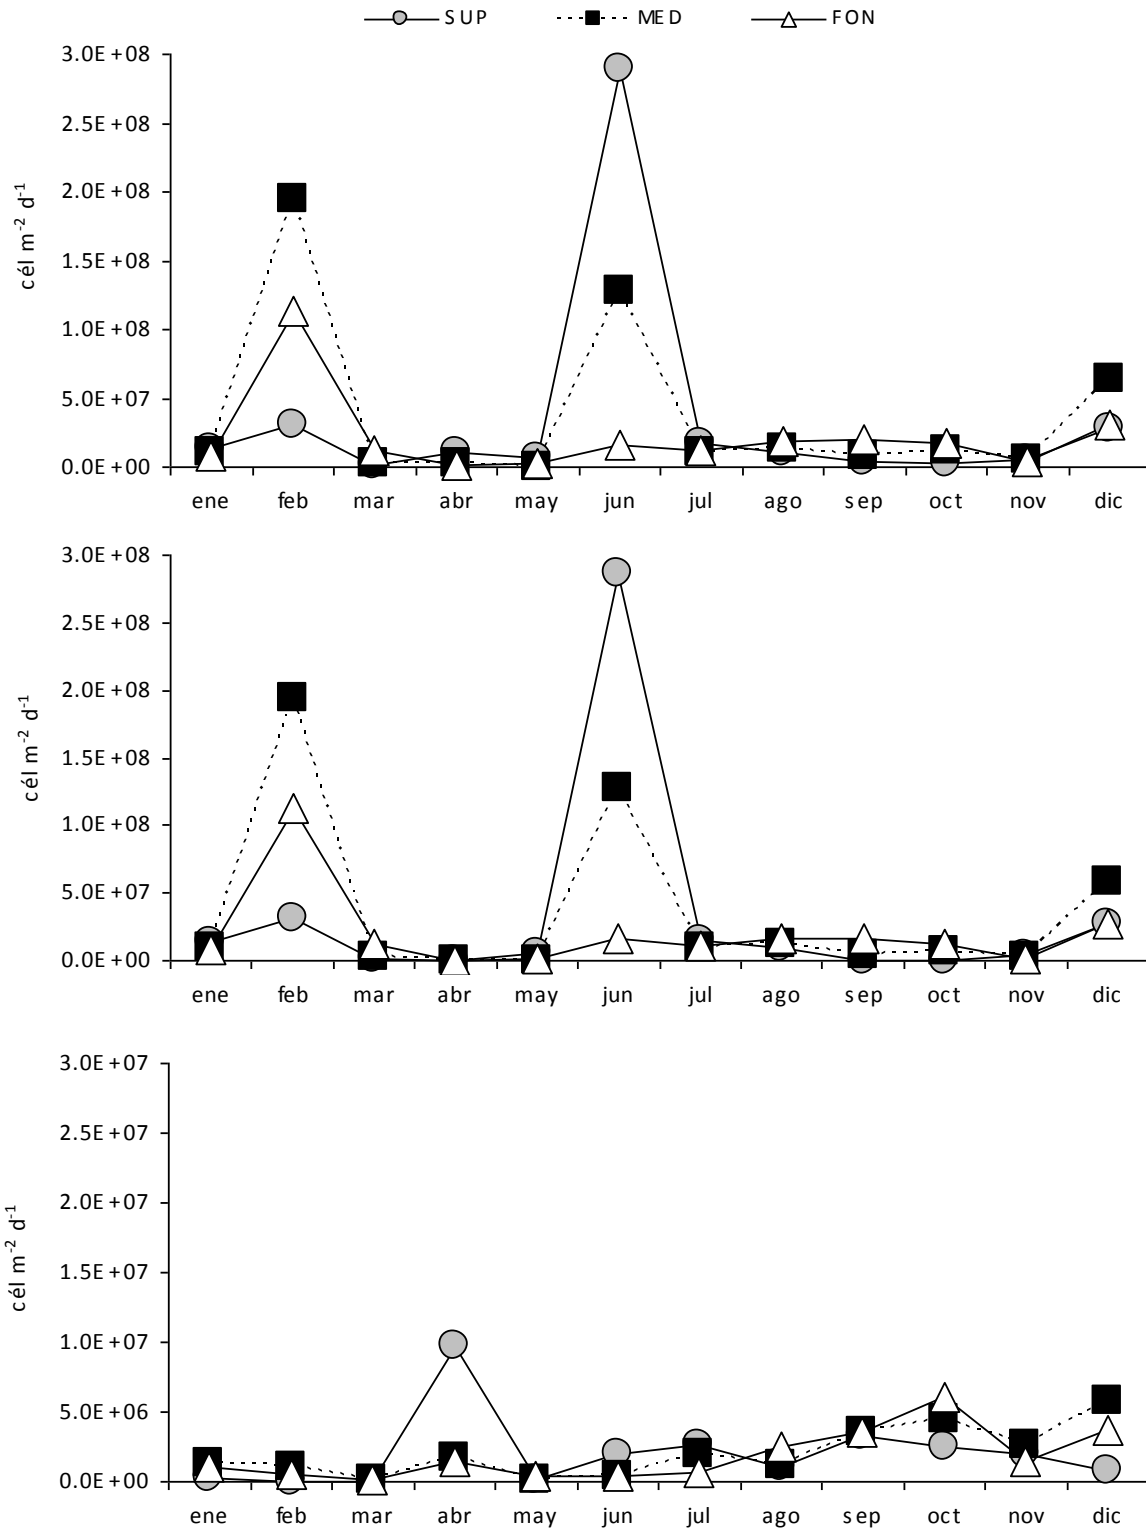 SUP MED FON
3.0E+08
2.5E+08
2.0E+08
1.5E+08
1.0E+08
5.0E+07
0.0E+00
cél m-2 d-1
ene feb mar abr may jun jul ago sep oct nov dic
3.0E+08
2.5E+08
2.0E+08
1.5E+08
1.0E+08
5.0E+07
0.0E+00
cél m-2 d-1
ene feb mar abr may jun jul ago sep oct nov dic
3.0E+07
2.5E+07
2.0E+07
1.5E+07
1.0E+07
5.0E+06
0.0E+00
cél m-2 d-1
ene feb mar abr may jun jul ago sep oct nov dic